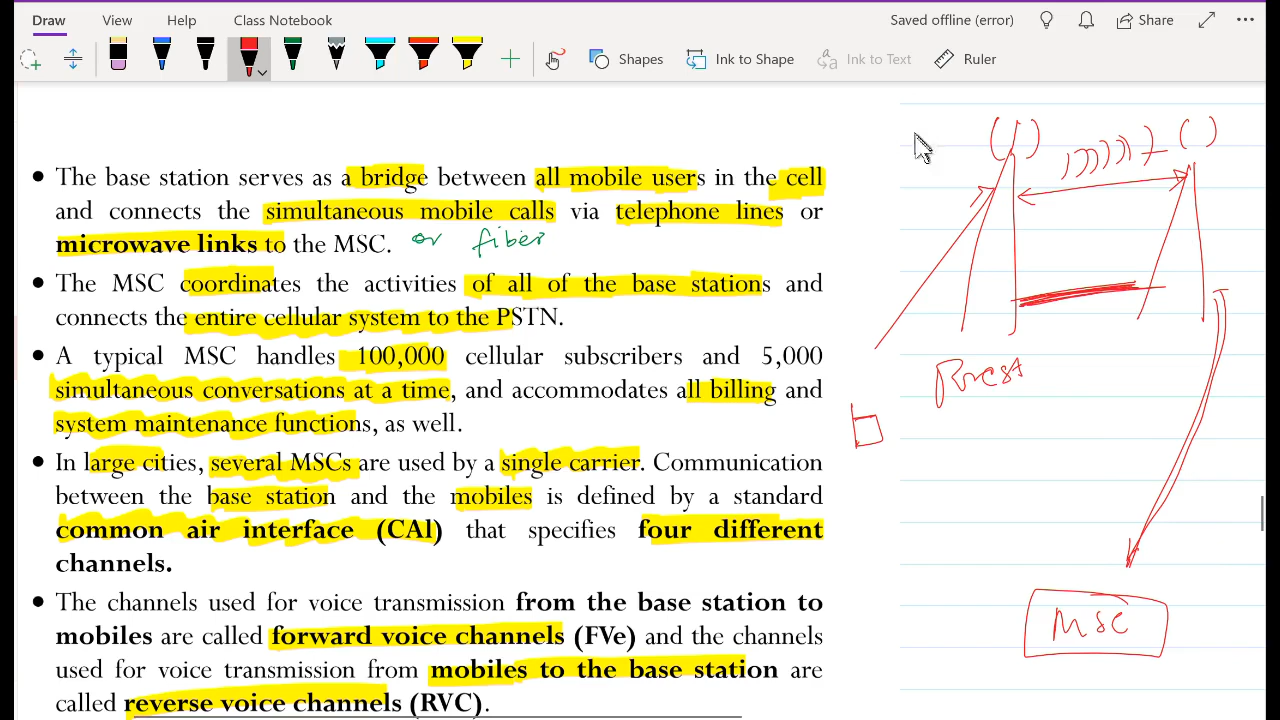 Draw View Help Class Notebook Saved offline (error) Share
Shapes Ink to Shape Ink to Text Ruler
• The base station serves as a bridge between all mobile users in the cell
and connects the simultaneous mobile calls via telephone lines or
microwave links to the MSC. or fiber
• The MSC coordinates the activities of all of the base stations and
connects the entire cellular system to the PSTN.
• A typical MSC handles 100,000 cellular subscribers and 5,000
simultaneous conversations at a time, and accommodates all billing and
system maintenance functions, as well.
• In large cities, several MSCs are used by a single carrier. Communication
between the base station and the mobiles is defined by a standard
common air interface (CAl) that specifies four different
channels.
• The channels used for voice transmission from the base station to
mobiles are called forward voice channels (FVe) and the channels
used for voice transmission from mobiles to the base station are
called reverse voice channels (RVC).
MSC